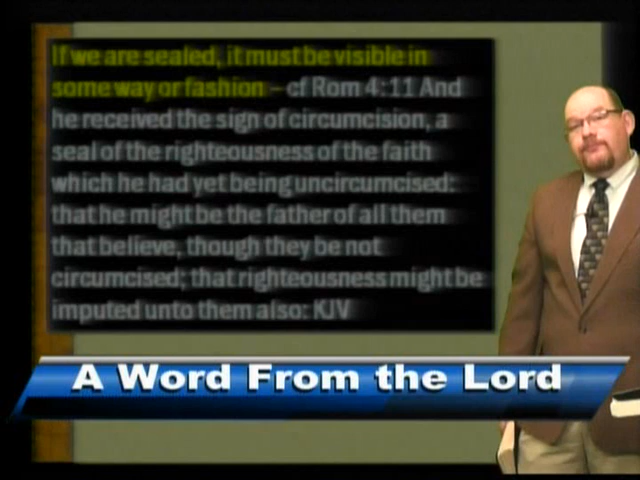 If we are sealed, it must be visible in
some way or fashion – cf Rom 4:11 And
he received the sign of circumcision, a
seal of the righteousness of the faith
which he had yet being uncircumcised:
that he might be the father of all them
that believe, though they be not
circumcised; that righteousness might be
imputed unto them also: KJV
A Word From the Lord